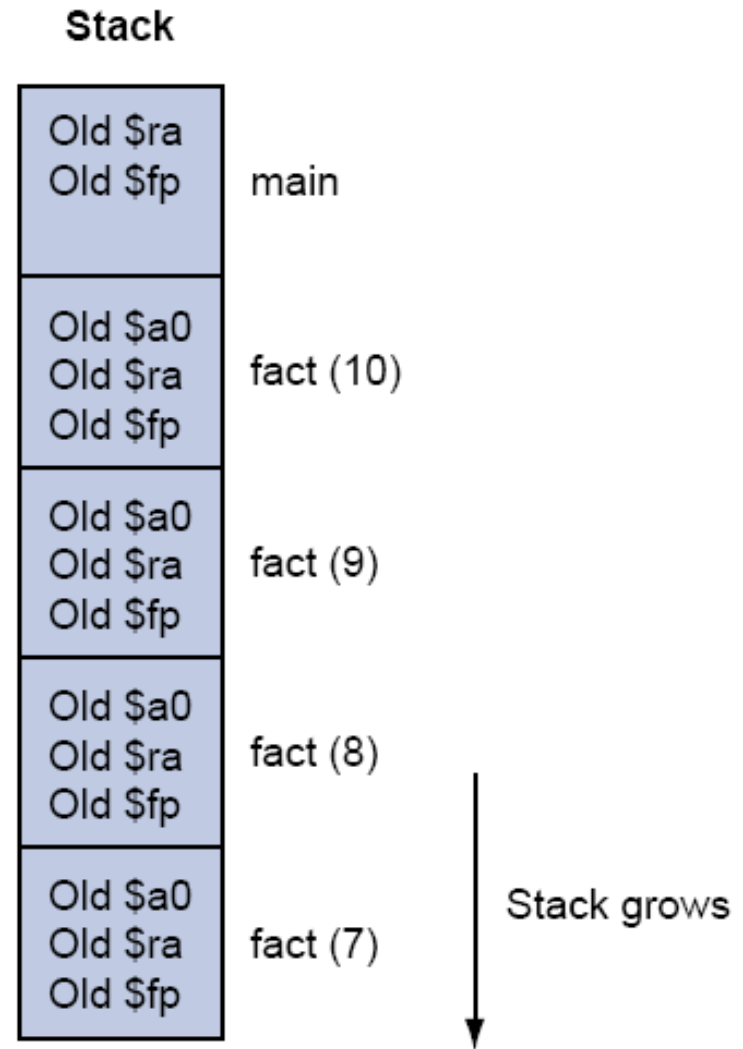 Stack
Old $ra
Old $fp
main
Old $a0
Old $ra
Old $fp
fact (10)
Old $a0
Old $ra
Old $fp
fact (9)
Old $a0
Old $ra
Old $fp
fact (8)
Old $a0
Old $ra
Old $fp
fact (7)
Stack grows